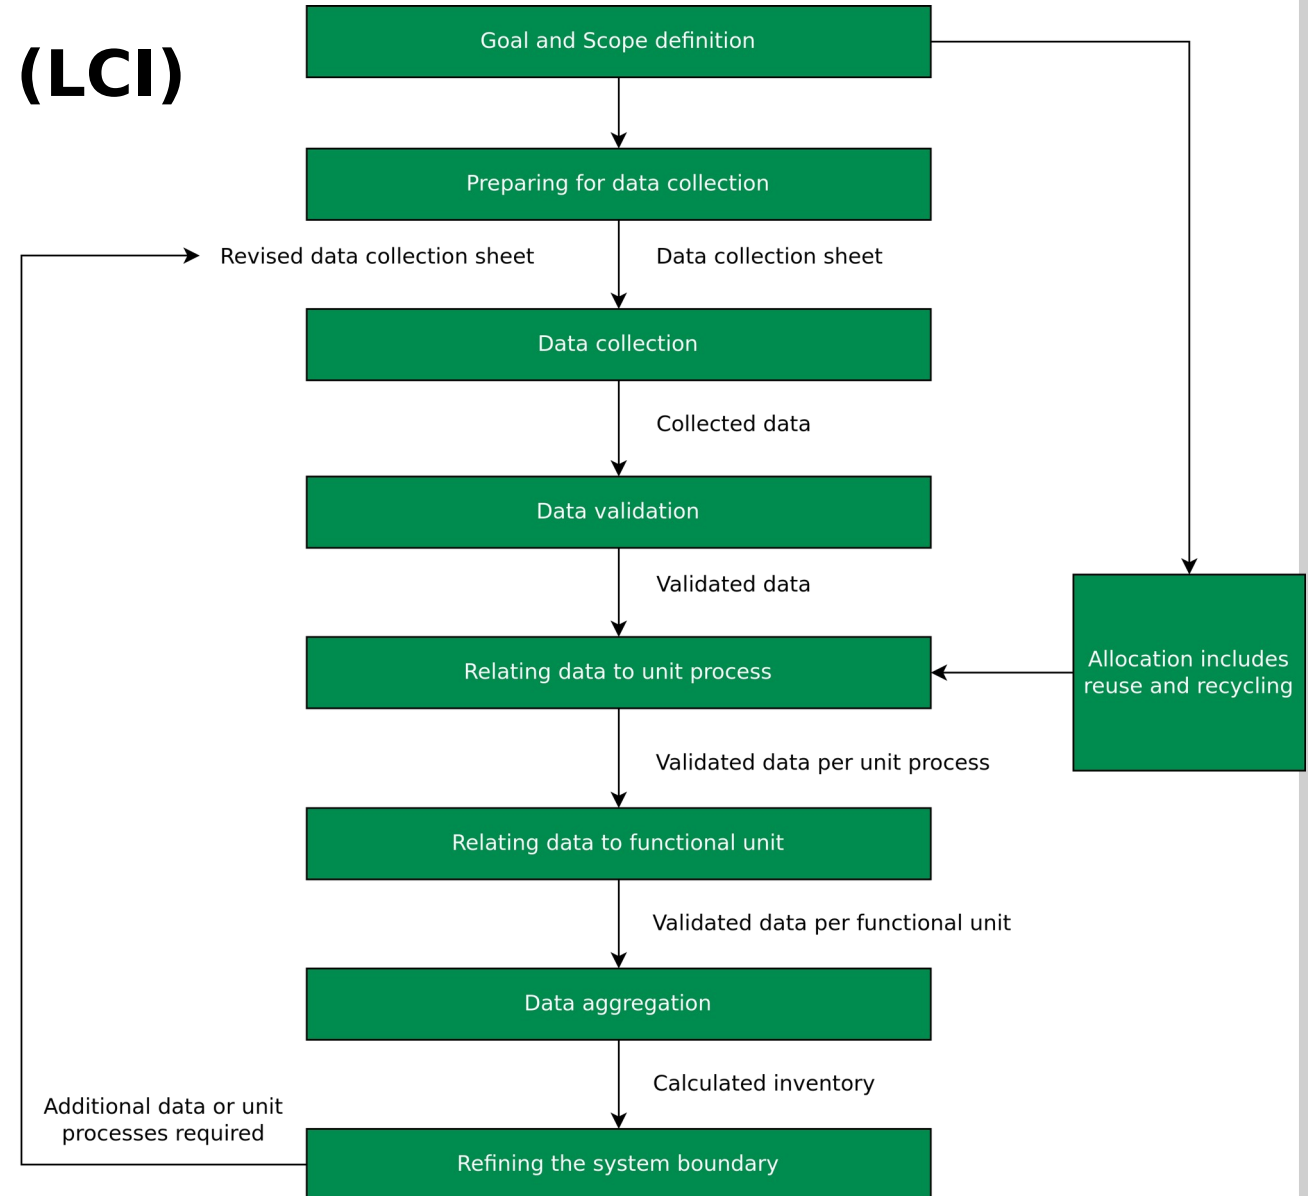 (LCI)
Goal and Scope definition
Preparing for data collection
Revised data collection sheet
Data collection sheet
Data collection
Collected data
Data validation
Validated data
Allocation includes
reuse and recycling
Relating data to unit process
Validated data per unit process
Relating data to functional unit
Validated data per functional unit
Data aggregation
Calculated inventory
Additional data or unit
processes required
Refining the system boundary